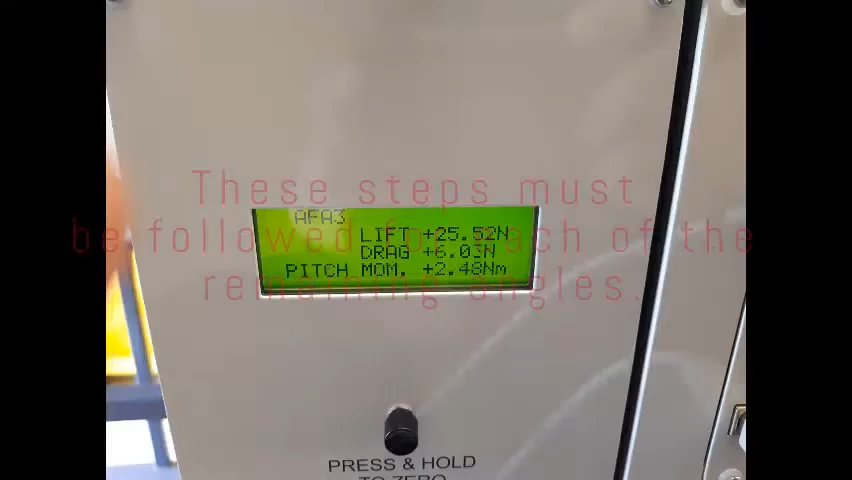 These steps must
be followed for each of the
remaining angles.
AFA3
LIFT +25.52N
DRAG +6.03N
PITCH MOM. +2.48Nm
PRESS & HOLD
TO ZERO